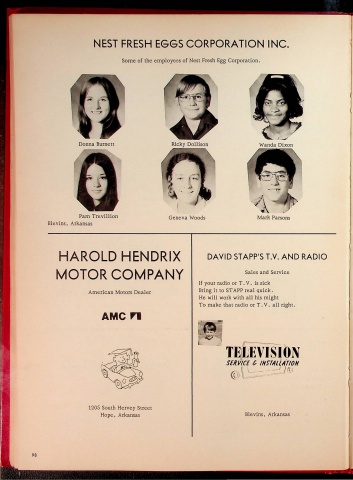 NEST FRESH EGGS CORPORATION INC.
Some of the employees of Nest Fresh Egg Corporation.
Donna Burnett
Ricky Dollison
Wanda Dixon
Pam Truvillion
Geneva Woods
Mark Parsons
Blevins, Arkansas
HAROLD HENDRIX
MOTOR COMPANY
American Motors Dealer
AMC
1205 South Hervey Street
Hope, Arkansas
DAVID STAPP'S T.V. AND RADIO
Sales and Service
If your radio or T.V. is sick
Bring it to STAPP real quick.
He will work with all his might
To make that radio or T.V. all right.
TELEVISION
SERVICE & INSTALLATION
Blevins, Arkansas
98